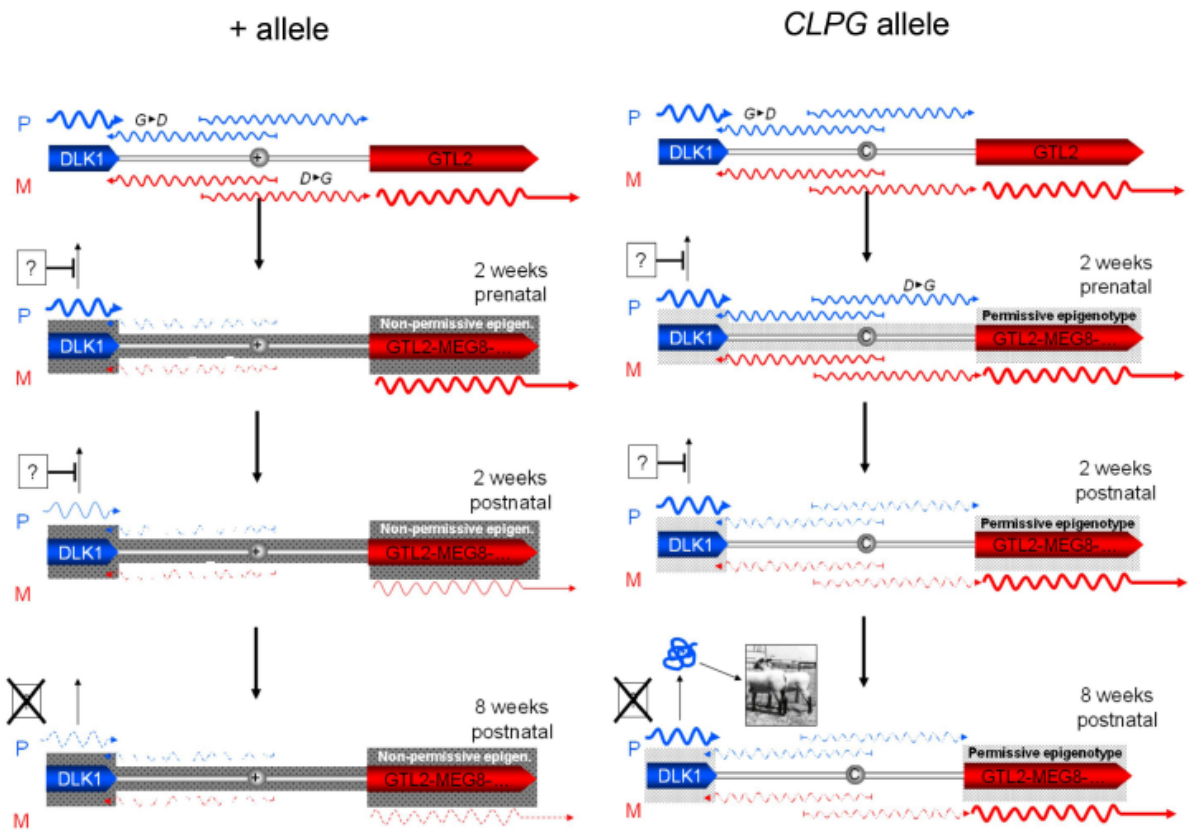 + allele
CLPG allele
P
G▸D
DLK1
+
GTL2
M
D▸G
P
G▸D
DLK1
C
GTL2
M
?
2 weeks
prenatal
P
Non-permissive epigen.
DLK1
+
GTL2-MEG8-....
M
?
2 weeks
prenatal
D▸G
P
Permissive epigenotype
DLK1
C
GTL2-MEG8-....
M
?
2 weeks
postnatal
P
Non-permissive epigen.
DLK1
+
GTL2-MEG8-....
M
?
2 weeks
postnatal
P
Permissive epigenotype
DLK1
C
GTL2-MEG8-....
M
8 weeks
postnatal
P
Non-permissive epigen.
DLK1
+
GTL2-MEG8-....
M
8 weeks
postnatal
P
Permissive epigenotype
DLK1
C
GTL2-MEG8-....
M